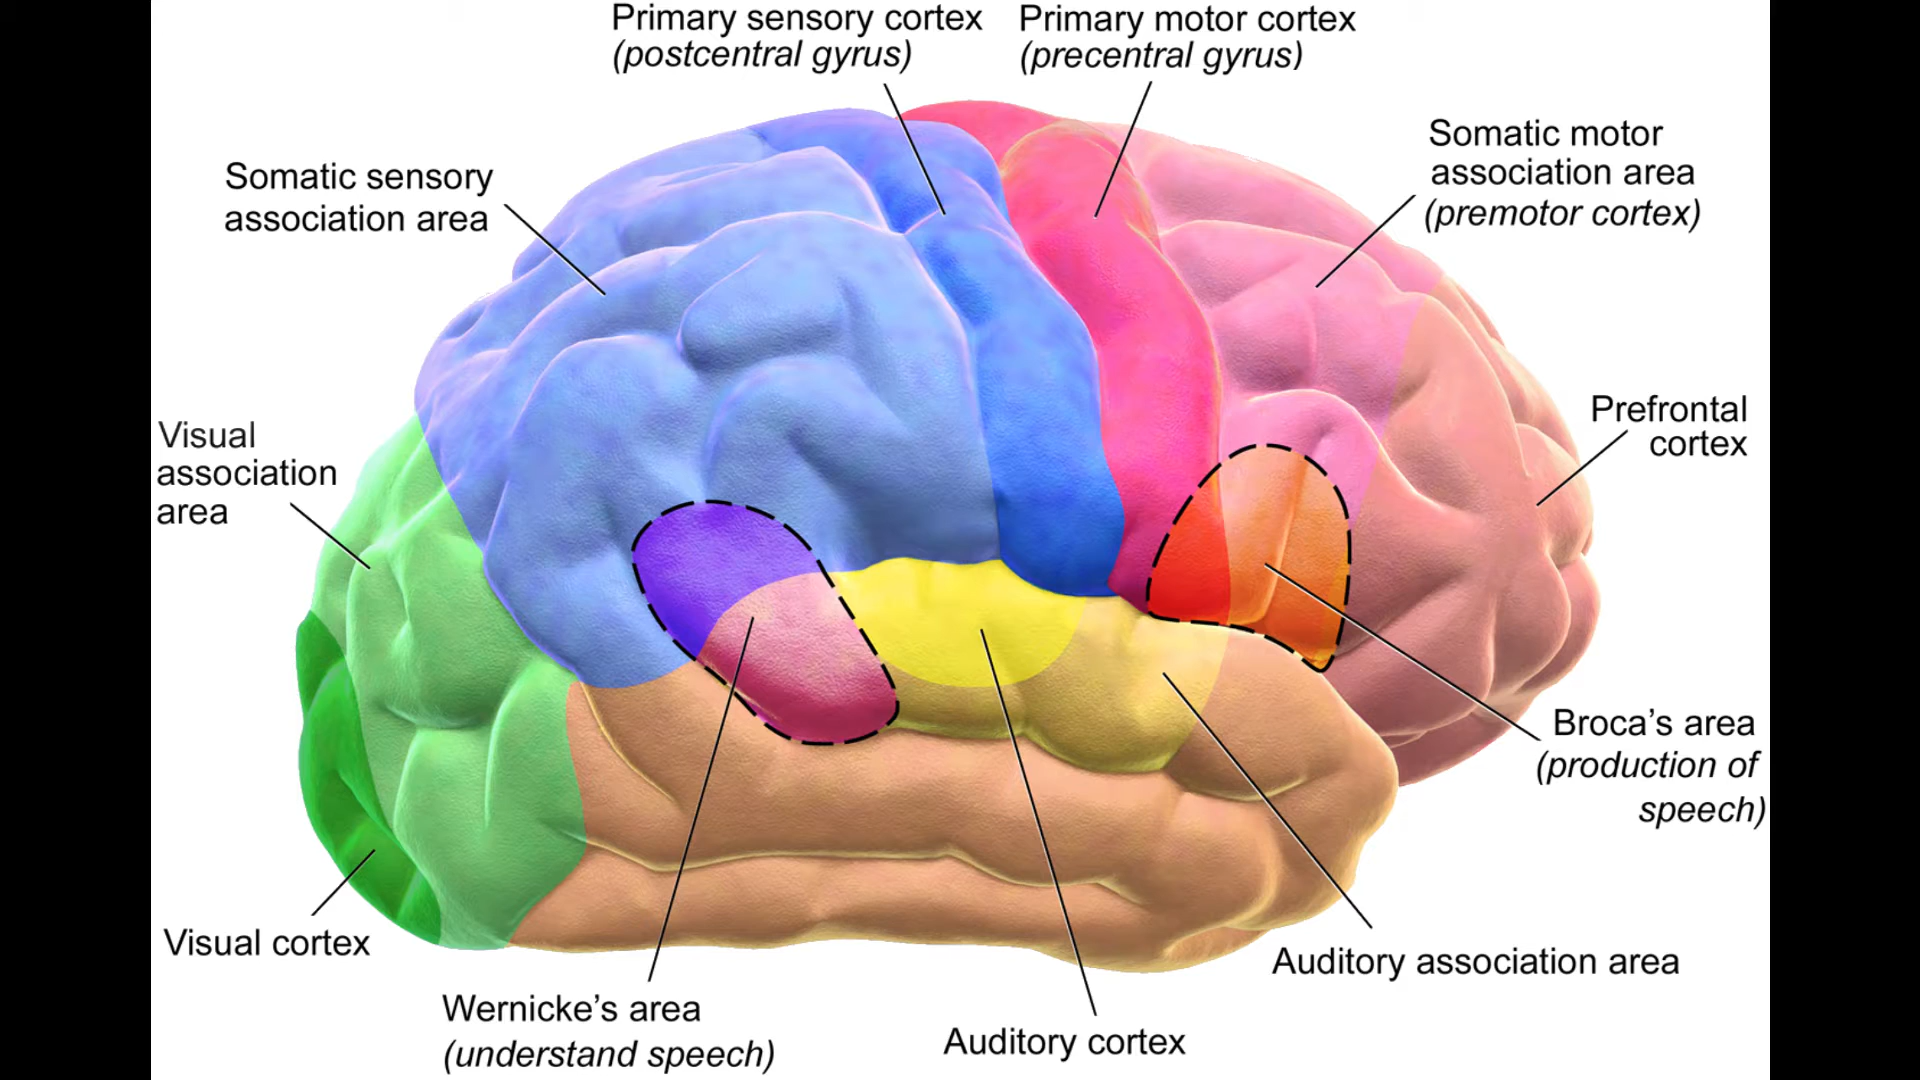 Primary sensory cortex
(postcentral gyrus)
Primary motor cortex
(precentral gyrus)
Somatic motor
association area
(premotor cortex)
Somatic sensory
association area
Prefrontal
cortex
Visual
association
area
Broca’s area
(production of
speech)
Visual cortex
Auditory association area
Wernicke’s area
(understand speech)
Auditory cortex